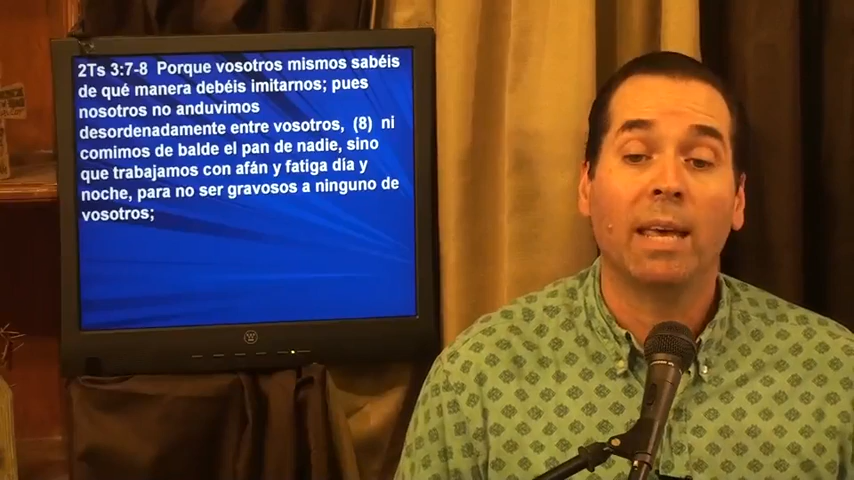 2Ts 3:7-8 Porque vosotros mismos sabéis
de qué manera debéis imitarnos; pues
nosotros no anduvimos
desordenadamente entre vosotros, (8) ni
comimos de balde el pan de nadie, sino
que trabajamos con afán y fatiga día y
noche, para no ser gravosos a ninguno de
vosotros;